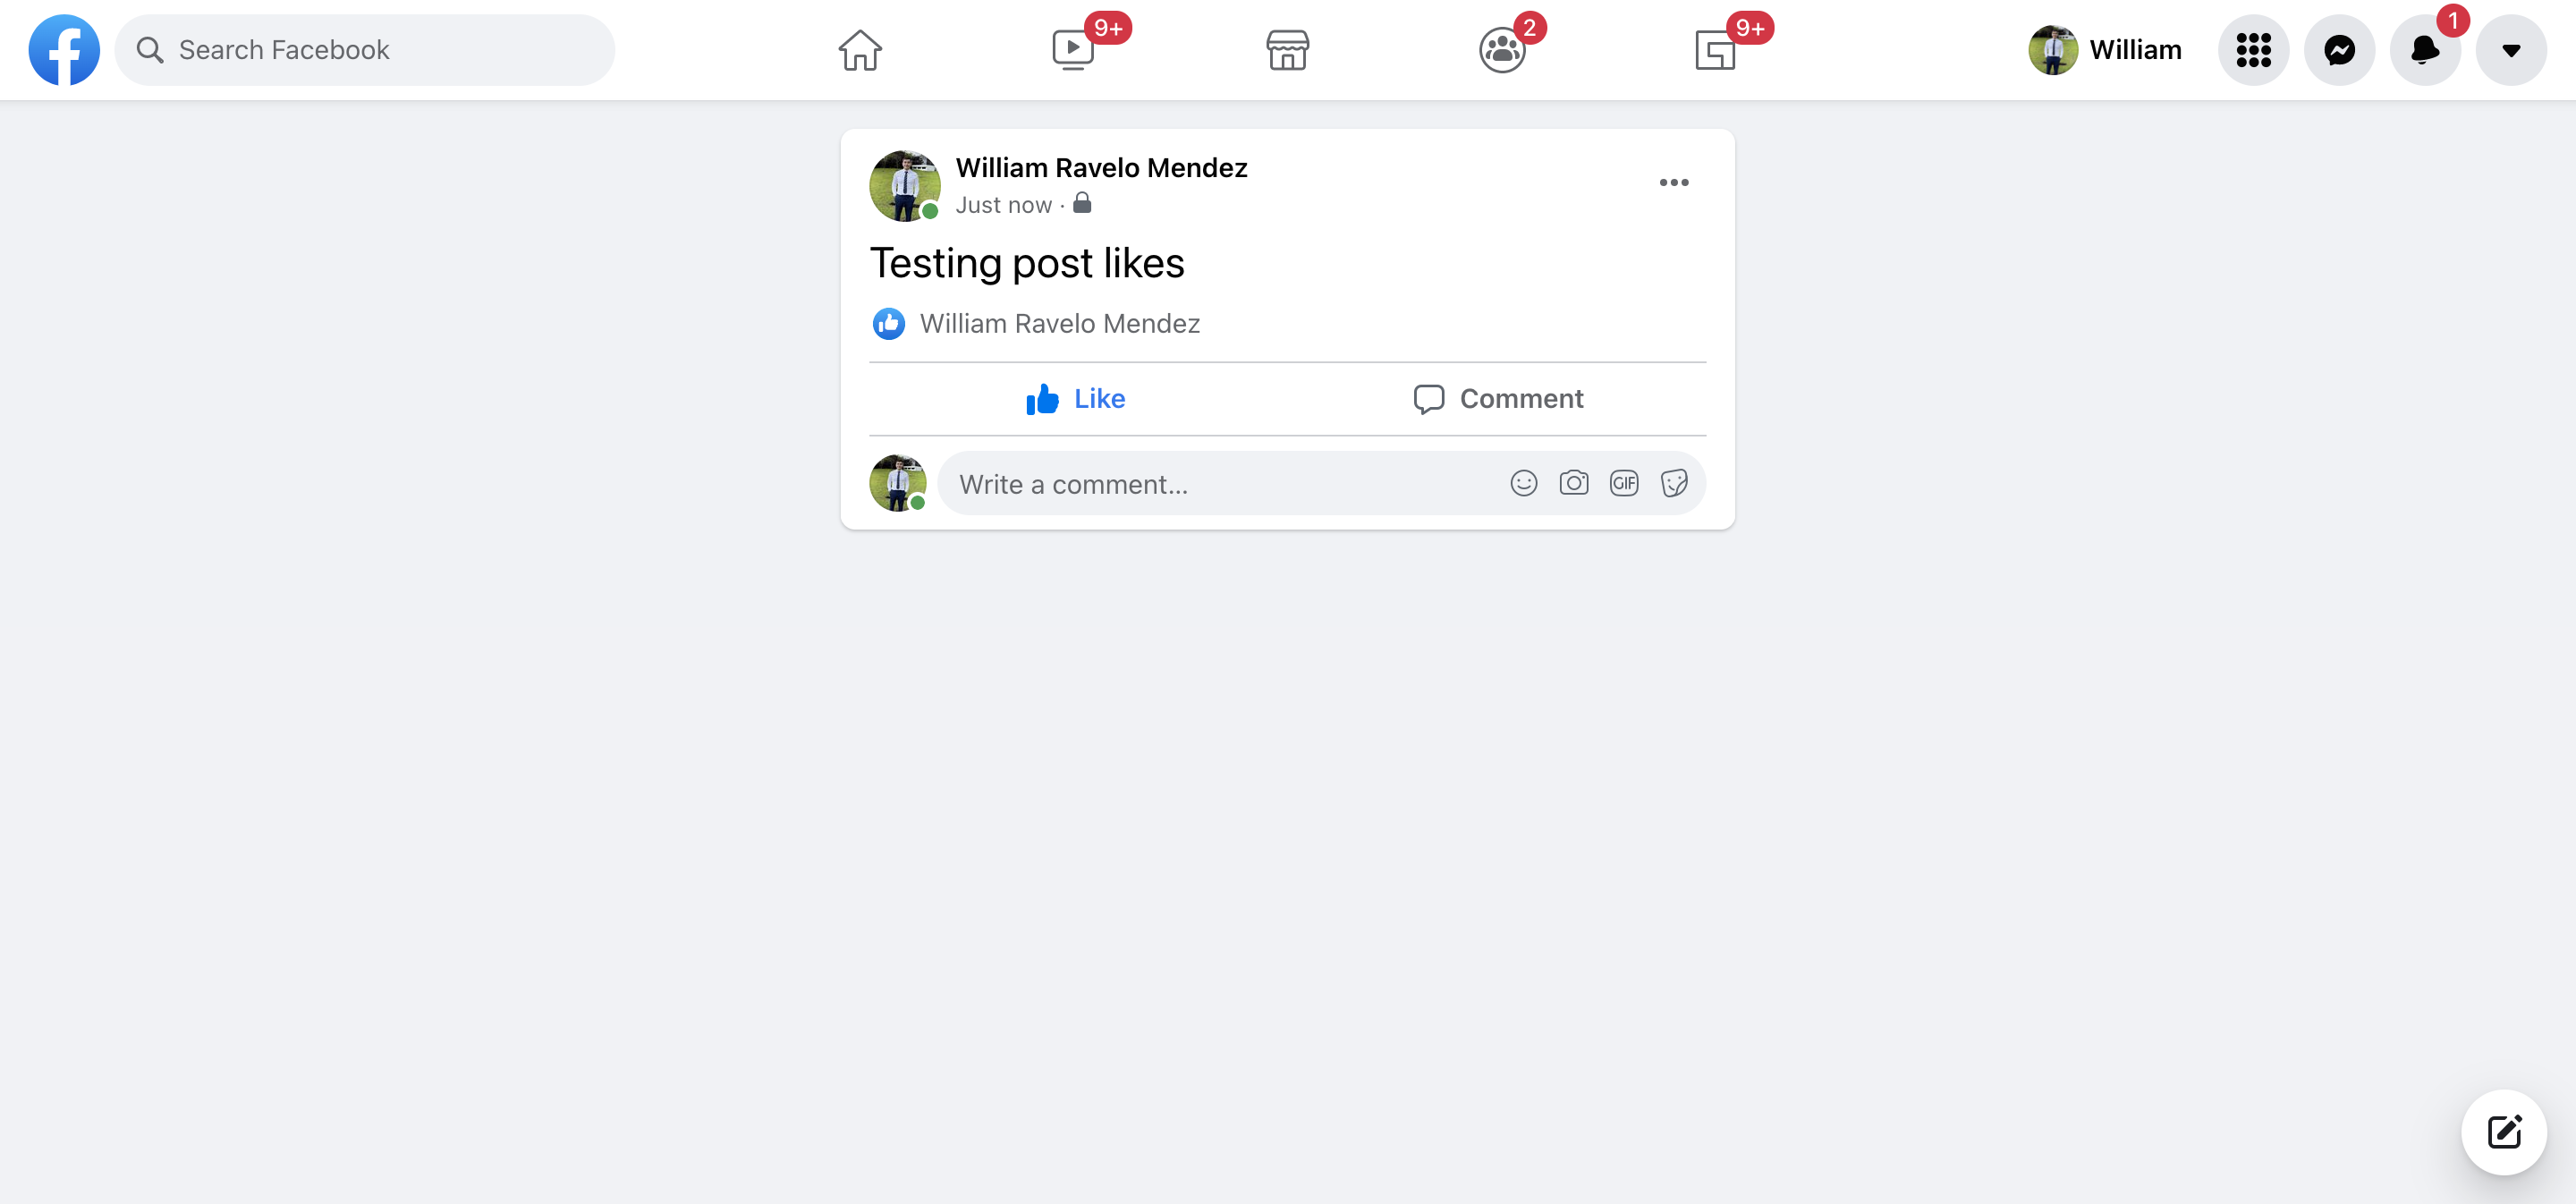 Search Facebook
9+
2
9+
William
1
William Ravelo Mendez
Just now ·
Testing post likes
William Ravelo Mendez
Like
Comment
Write a comment...
GIF